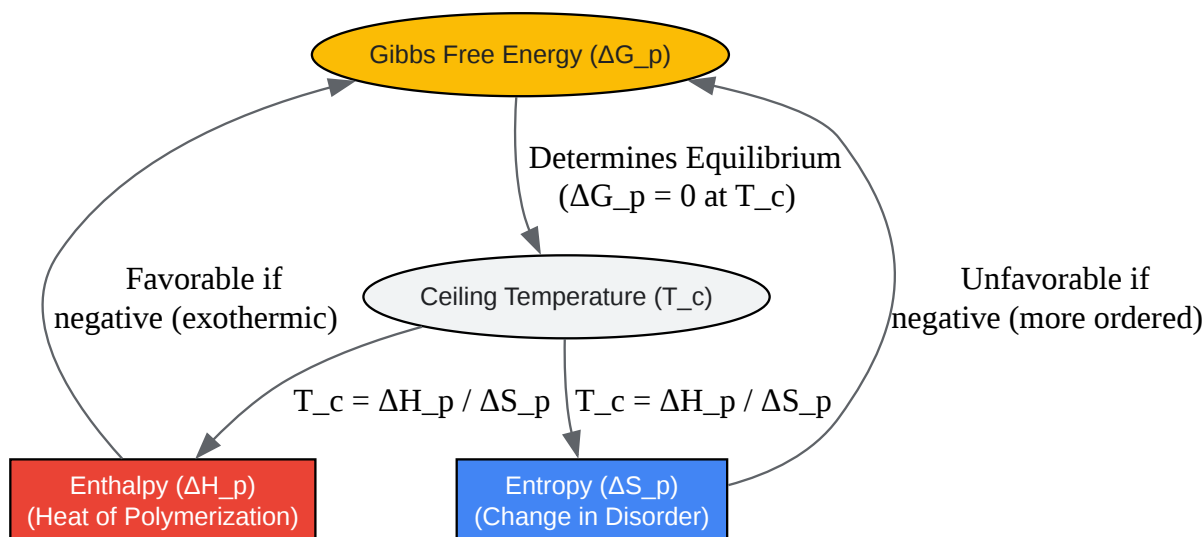 Gibbs Free Energy (ΔG_p)
Determines Equilibrium
(ΔG_p = 0 at T_c)
Favorable if
negative (exothermic)
Ceiling Temperature (T_c)
Unfavorable if
negative (more ordered)
T_c = ΔH_p / ΔS_p
T_c = ΔH_p / ΔS_p
Enthalpy (ΔH_p)
(Heat of Polymerization)
Entropy (ΔS_p)
(Change in Disorder)